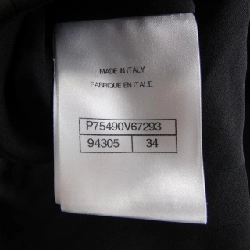 MADE IN ITALY
FABRIQUE EN ITALIE
P75490V67293
94305 34